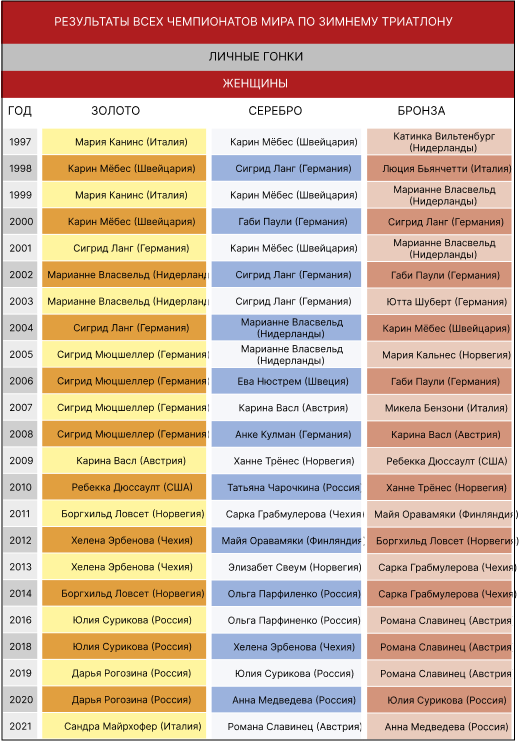 РЕЗУЛЬТАТЫ ВСЕХ ЧЕМПИОНАТОВ МИРА ПО ЗИМНЕМУ ТРИАТЛОНУ
ЛИЧНЫЕ ГОНКИ
ЖЕНЩИНЫ
ГОД ЗОЛОТО СЕРЕБРО БРОНЗА
1997 Мария Канинс (Италия) Карин Мёбес (Швейцария) Катинка Вильтенбург (Нидерланды)
1998 Карин Мёбес (Швейцария) Сигрид Ланг (Германия) Люция Бьянчетти (Италия)
1999 Мария Канинс (Италия) Карин Мёбес (Швейцария) Марианне Власвельд (Нидерланды)
2000 Карин Мёбес (Швейцария) Габи Паули (Германия) Сигрид Ланг (Германия)
2001 Сигрид Ланг (Германия) Карин Мёбес (Швейцария) Марианне Власвельд (Нидерланды)
2002 Марианне Власвельд (Нидерланд Сигрид Ланг (Германия) Габи Паули (Германия)
2003 Марианне Власвельд (Нидерланд Сигрид Ланг (Германия) Ютта Шуберт (Германия)
2004 Сигрид Ланг (Германия) Марианне Власвельд (Нидерланды) Карин Мёбес (Швейцария)
2005 Сигрид Мюцшеллер (Германия) Марианне Власвельд (Нидерланды) Мария Кальнес (Норвегия)
2006 Сигрид Мюцшеллер (Германия) Ева Нюстрем (Швеция) Габи Паули (Германия)
2007 Сигрид Мюцшеллер (Германия) Карина Васл (Австрия) Микела Бензони (Италия)
2008 Сигрид Мюцшеллер (Германия) Анке Кулман (Германия) Карина Васл (Австрия)
2009 Карина Васл (Австрия) Ханне Трёнес (Норвегия) Ребекка Дюссаулт (США)
2010 Ребекка Дюссаулт (США) Татьяна Чарочкина (Россия) Ханне Трёнес (Норвегия)
2011 Боргхильд Ловсет (Норвегия) Сарка Грабмулерова (Чехия) Майя Оравамяки (Финляндия)
2012 Хелена Эрбенова (Чехия) Майя Оравамяки (Финляндия) Боргхильд Ловсет (Норвегия)
2013 Хелена Эрбенова (Чехия) Элизабет Свеум (Норвегия) Сарка Грабмулерова (Чехия)
2014 Боргхильд Ловсет (Норвегия) Ольга Парфиненко (Россия) Сарка Грабмулерова (Чехия)
2016 Юлия Сурикова (Россия) Ольга Парфиненко (Россия) Романа Славинец (Австрия)
2018 Юлия Сурикова (Россия) Хелена Эрбенова (Чехия) Романа Славинец (Австрия)
2019 Дарья Рогозина (Россия) Юлия Сурикова (Россия) Романа Славинец (Австрия)
2020 Дарья Рогозина (Россия) Анна Медведева (Россия) Юлия Сурикова (Россия)
2021 Сандра Майрхофер (Италия) Романа Славинец (Австрия) Анна Медведева (Россия)